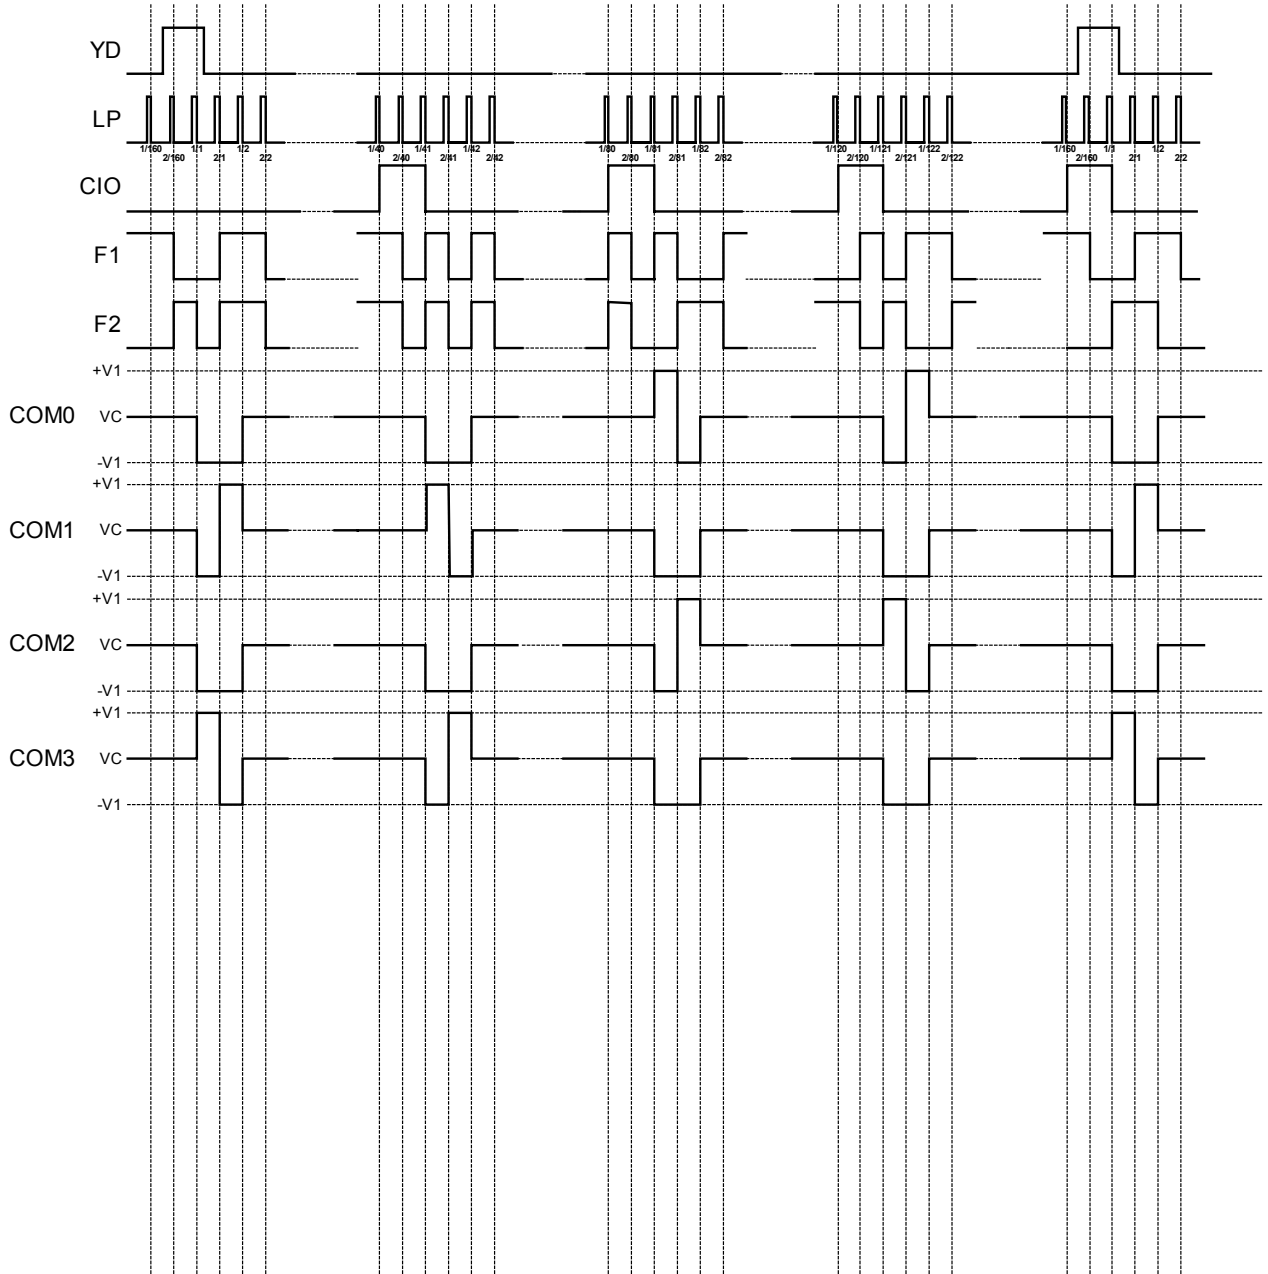 YD
LP
1/160 2/160 1/1 2/1 1/2 2/2 1/40 2/40 1/41 2/41 1/42 2/42 1/80 2/80 1/81 2/81 1/82 2/82 1/120 2/120 1/121 2/121 1/122 2/122 1/160 2/160 1/1 2/1 1/2 2/2
CIO
F1
F2
+V1
COM0 VC
-V1
+V1
COM1 VC
-V1
+V1
COM2 VC
-V1
+V1
COM3 VC
-V1